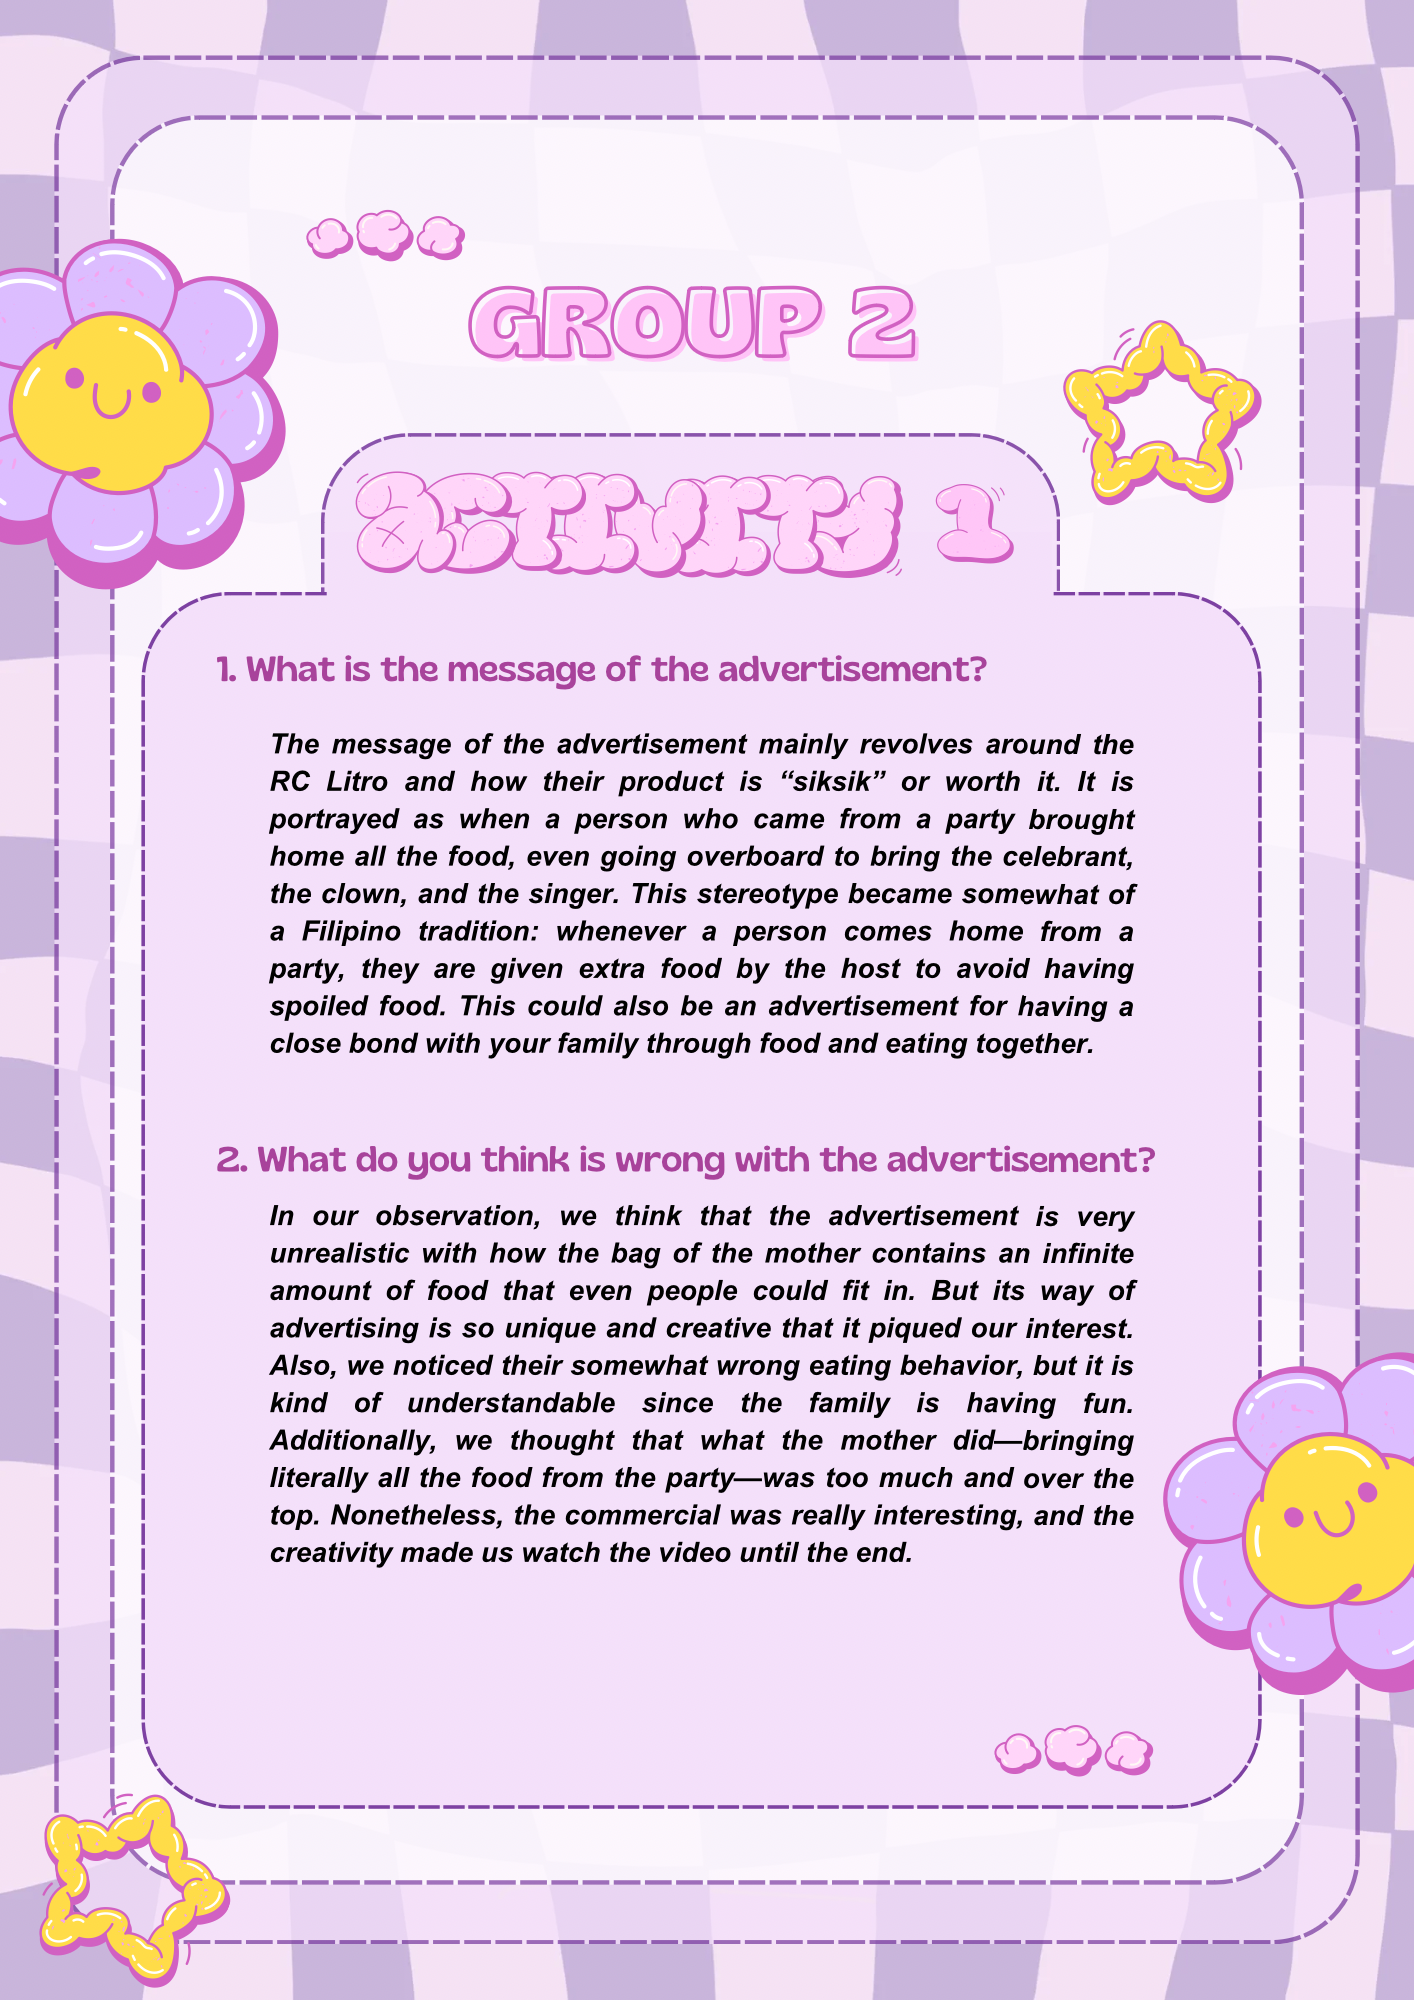 GROUP 2
ACTIVITY 1
1. What is the message of the advertisement?
The message of the advertisement mainly revolves around the
RC Litro and how their product is “siksik” or worth it. It is
portrayed as when a person who came from a party brought
home all the food, even going overboard to bring the celebrant,
the clown, and the singer. This stereotype became somewhat of
a Filipino tradition: whenever a person comes home from a
party, they are given extra food by the host to avoid having
spoiled food. This could also be an advertisement for having a
close bond with your family through food and eating together.
2. What do you think is wrong with the advertisement?
In our observation, we think that the advertisement is very
unrealistic with how the bag of the mother contains an infinite
amount of food that even people could fit in. But its way of
advertising is so unique and creative that it piqued our interest.
Also, we noticed their somewhat wrong eating behavior, but it is
kind of understandable since the family is having fun.
Additionally, we thought that what the mother did—bringing
literally all the food from the party—was too much and over the
top. Nonetheless, the commercial was really interesting, and the
creativity made us watch the video until the end.